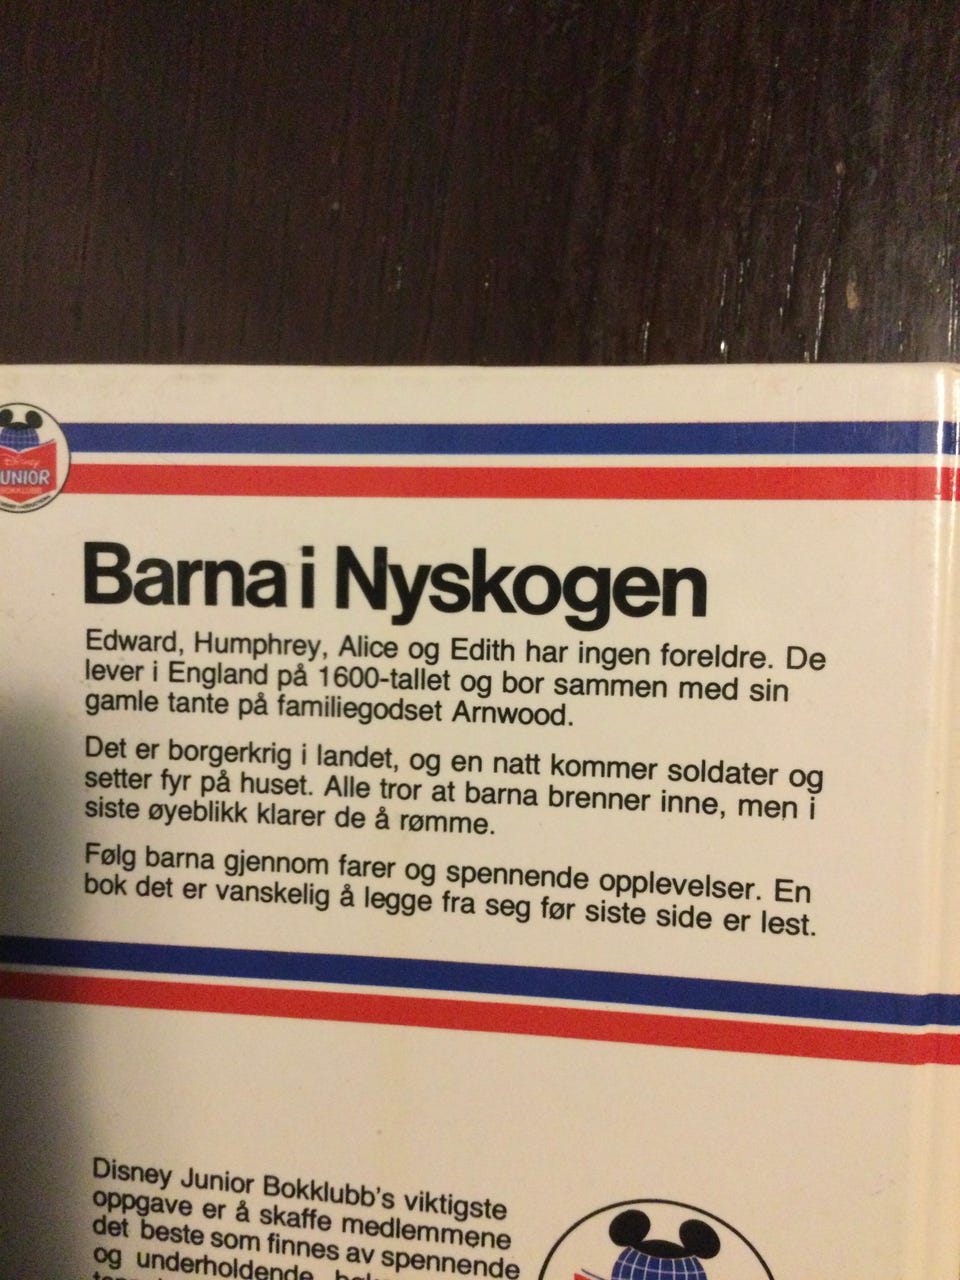 Disney
JUNIOR
BOKKLUBB
Barna i Nyskogen
Edward, Humphrey, Alice og Edith har ingen foreldre. De
lever i England på 1600-tallet og bor sammen med sin
gamle tante på familiegodset Arnwood.
Det er borgerkrig i landet, og en natt kommer soldater og
setter fyr på huset. Alle tror at barna brenner inne, men i
siste øyeblikk klarer de å rømme.
Følg barna gjennom farer og spennende opplevelser. En
bok det er vanskelig å legge fra seg før siste side er lest.
Disney Junior Bokklubb's viktigste
oppgave er å skaffe medlemmene
det beste som finnes av spennende
og underholdende